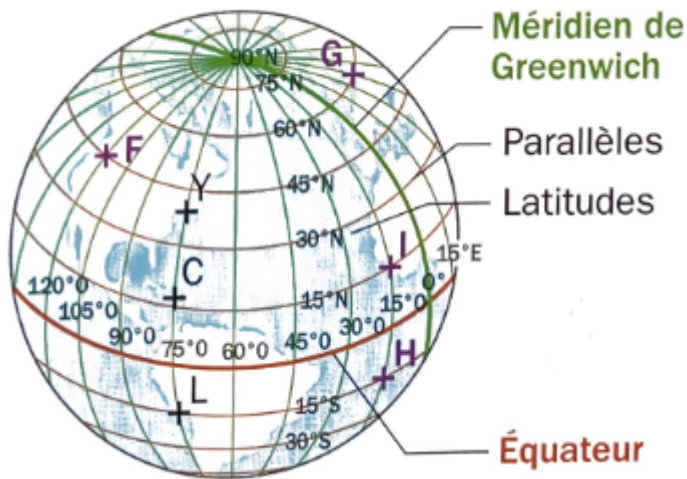 90°N
G
Méridien de
Greenwich
75°N
60°N
F
Parallèles
45°N
Y
Latitudes
30°N
I
15°E
C
120°O
105°O
90°O
75°O
60°O
45°O
30°O
15°O
0°
15°N
H
L
15°S
30°S
Équateur